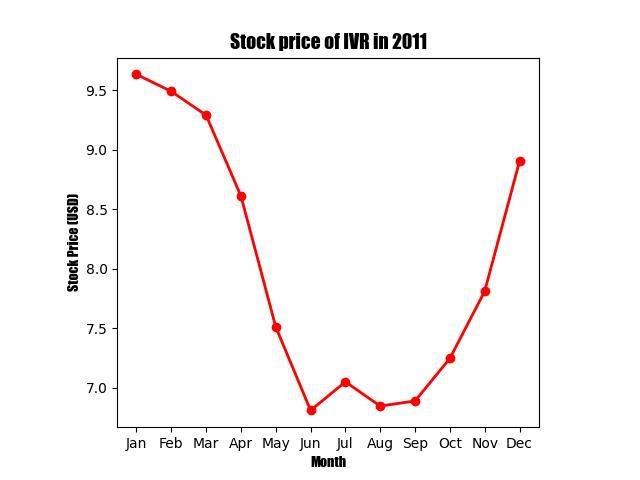 Stock price of IVR in 2011
Stock Price (USD)
9.5
9.0
8.5
8.0
7.5
7.0
Jan Feb Mar Apr May Jun Jul Aug Sep Oct Nov Dec
Month